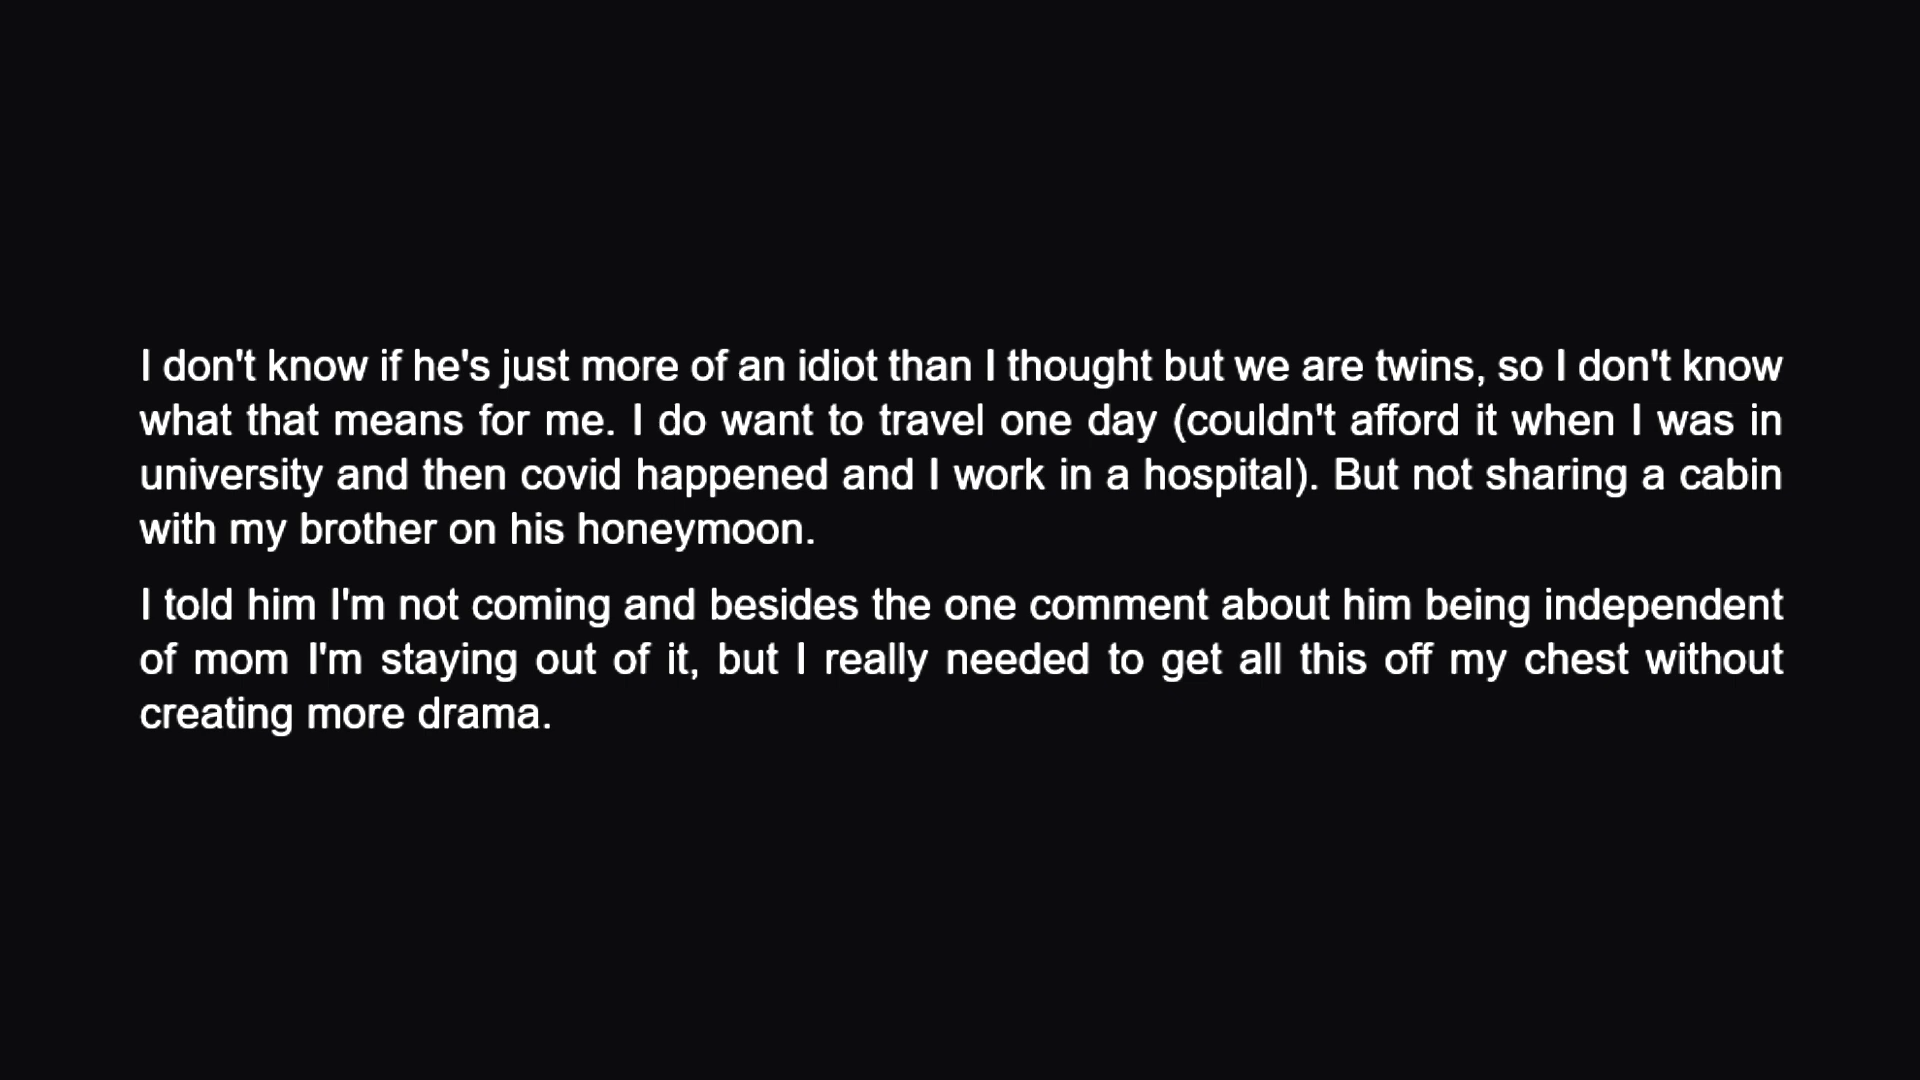 I don't know if he's just more of an idiot than I thought but we are twins, so I don't know
what that means for me. I do want to travel one day (couldn't afford it when I was in
university and then covid happened and I work in a hospital). But not sharing a cabin
with my brother on his honeymoon.
I told him I'm not coming and besides the one comment about him being independent
of mom I'm staying out of it, but I really needed to get all this off my chest without
creating more drama.